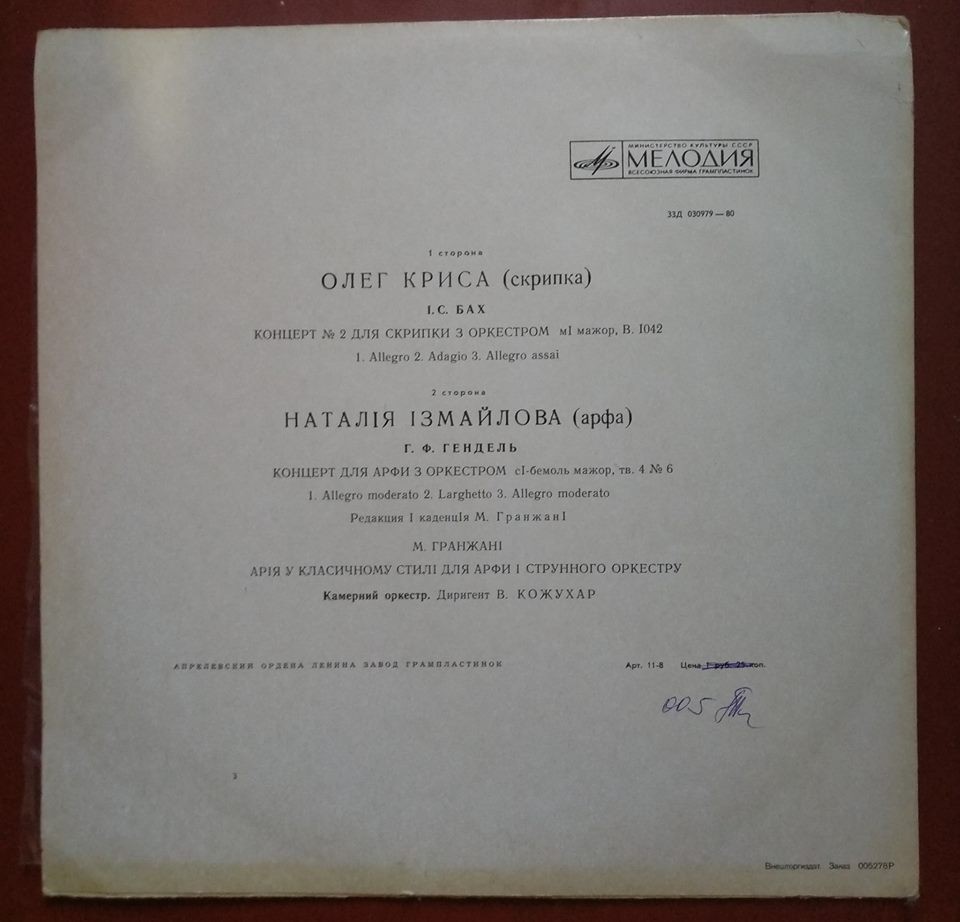 МИНИСТЕРСТВО КУЛЬТУРЫ СССР
МЕЛОДИЯ
ВСЕСОЮЗНАЯ ФИРМА ГРАМПЛАСТИНОК
33Д 030979—80
1 сторона
ОЛЕГ КРИСА (скрипка)
І.С. БАХ
КОНЦЕРТ № 2 ДЛЯ СКРИПКИ З ОРКЕСТРОМ мІ мажор, В. І042
1. Allegro 2. Adagio 3. Allegro assai
2 сторона
НАТАЛІЯ ІЗМАЙЛОВА (арфа)
Г. Ф. ГЕНДЕЛЬ
КОНЦЕРТ ДЛЯ АРФИ З ОРКЕСТРОМ сІ-бемоль мажор, тв. 4 № 6
1. Allegro moderato 2. Larghetto 3. Allegro moderato
Редакция І каденцІя М. ГранжанІ
М. ГРАНЖАНІ
АРІЯ У КЛАСИЧНОМУ СТИЛІ ДЛЯ АРФИ І СТРУННОГО ОРКЕСТРУ
Камерний оркестр. Диригент В. КОЖУХАР
АПРЕЛЕВСКИЙ ОРДЕНА ЛЕНИНА ЗАВОД ГРАМПЛАСТИНОК
Арт. 11-8 Цена 1 руб. 25 коп.
005
3
Внешторгиздат. Заказ 005278Р